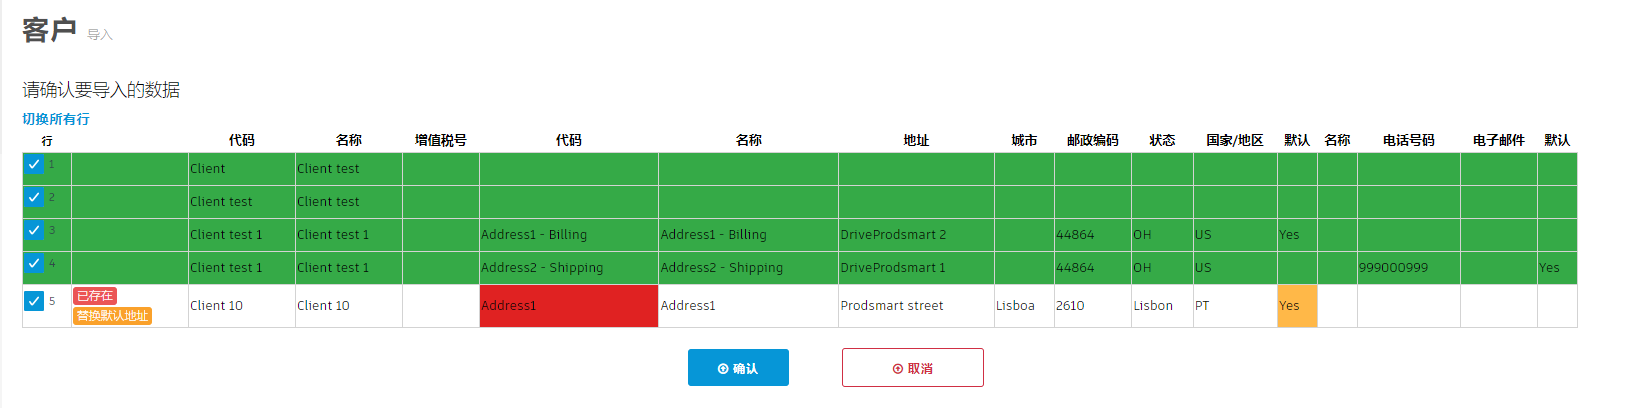 客户 导入
请确认要导入的数据
切换所有行
行 代码 名称 增值税号 代码 名称 地址 城市 邮政编码 状态 国家/地区 默认 名称 电话号码 电子邮件 默认
1 Client Client test
2 Client test Client test
3 Client test 1 Client test 1 Address1 - Billing Address1 - Billing DriveProdsmart 2 44864 OH US Yes
4 Client test 1 Client test 1 Address2 - Shipping Address2 - Shipping DriveProdsmart 1 44864 OH US 999000999 Yes
5 已存在 替换默认地址 Client 10 Client 10 Address1 Address1 Prodsmart street Lisboa 2610 Lisbon PT Yes
确认 取消